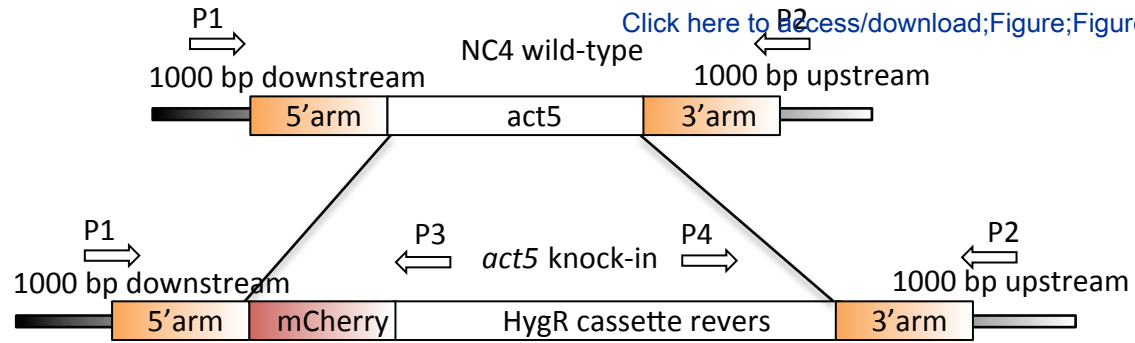 Click here to access/download;Figure;Figur
P1
P2
NC4 wild-type
1000 bp downstream
1000 bp upstream
5'arm
act5
3'arm
P1
P3
act5 knock-in
P4
P2
1000 bp downstream
1000 bp upstream
5'arm
mCherry
HygR cassette revers
3'arm